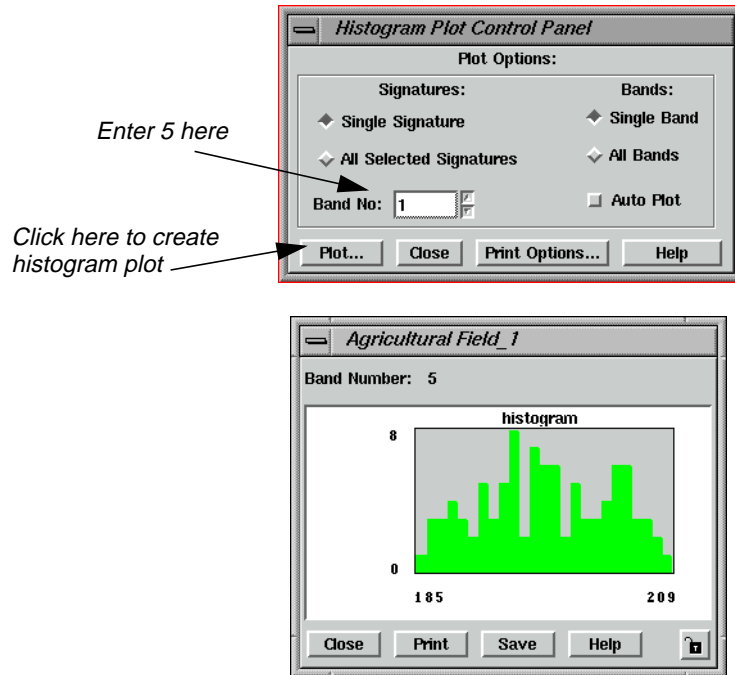 Histogram Plot Control Panel
Plot Options:
Signatures:
Bands:
Single Signature
Single Band
Enter 5 here
All Selected Signatures
All Bands
Band No:
1
Auto Plot
Click here to create
histogram plot
Plot...
Close
Print Options...
Help
Agricultural Field_1
Band Number: 5
histogram
8
0
185
209
Close
Print
Save
Help